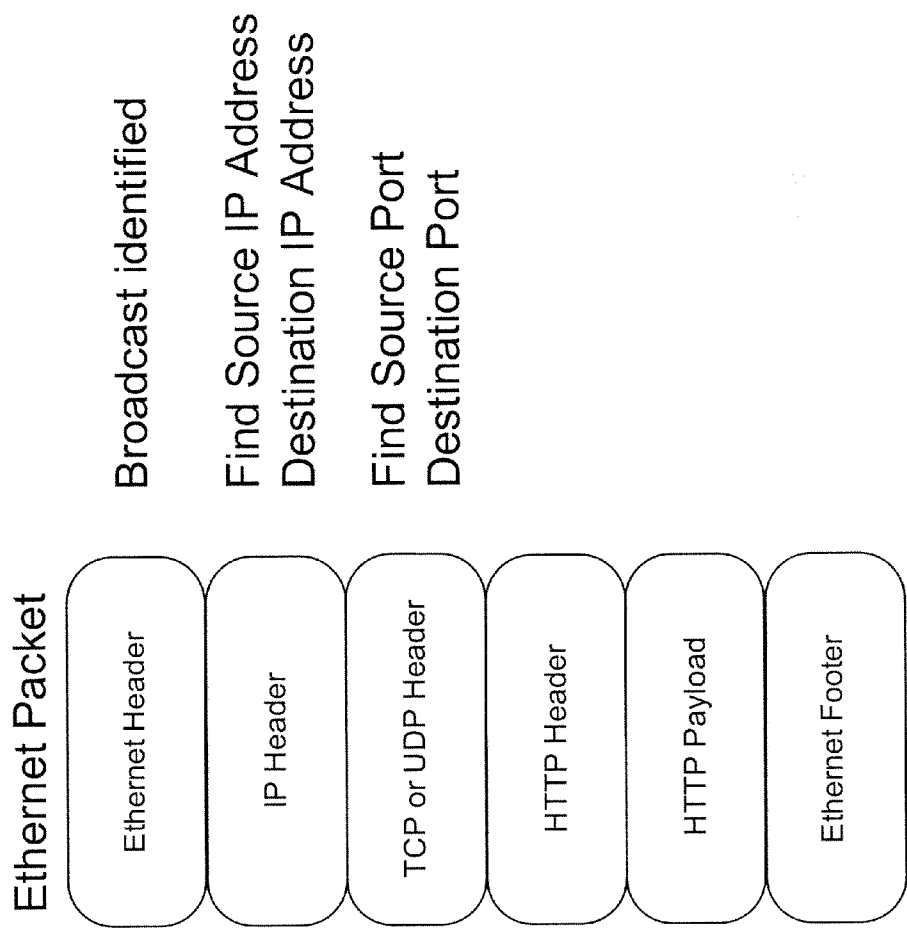 Ethernet Packet
Ethernet Header
Broadcast identified
IP Header
Find Source IP Address
Destination IP Address
TCP or UDP Header
Find Source Port
Destination Port
HTTP Header
HTTP Payload
Ethernet Footer